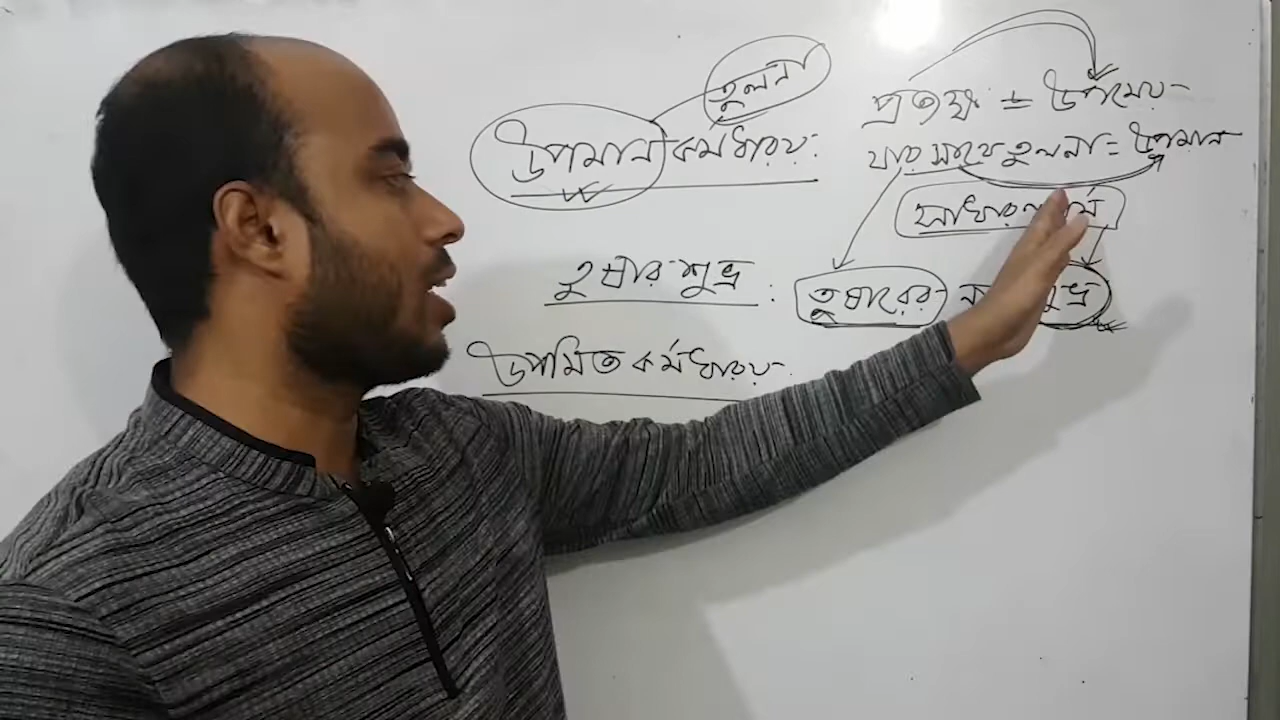 তুলনা
উপমান কর্মধারয় :
প্রত্যক্ষ = উপমেয়
যার সাথে তুলনা = উপমান
সাধারণ ধর্ম
তুষার শুভ্র : তুষারের শুভ্র
উপমিত কর্মধারয়